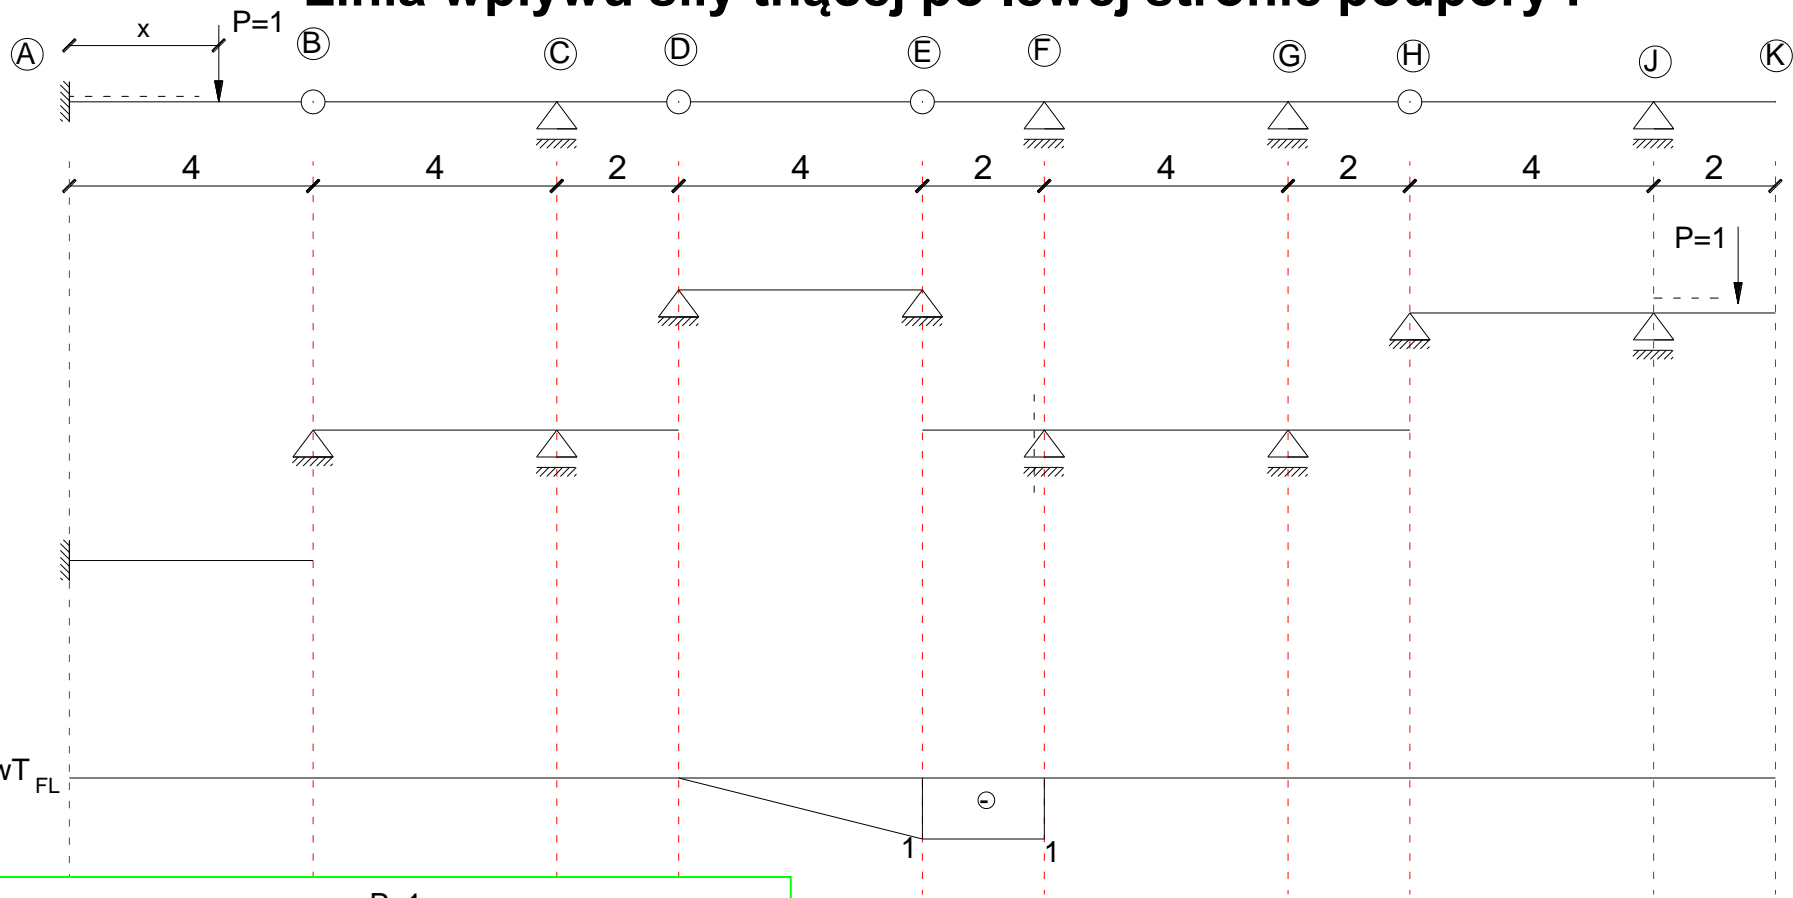 Linia wpływu siły tnącej po lewej stronie podpory
A x P=1 B C D E F G H J K
4 4 2 4 2 4 2 4 2
P=1
wT FL
-
1 1
P=1